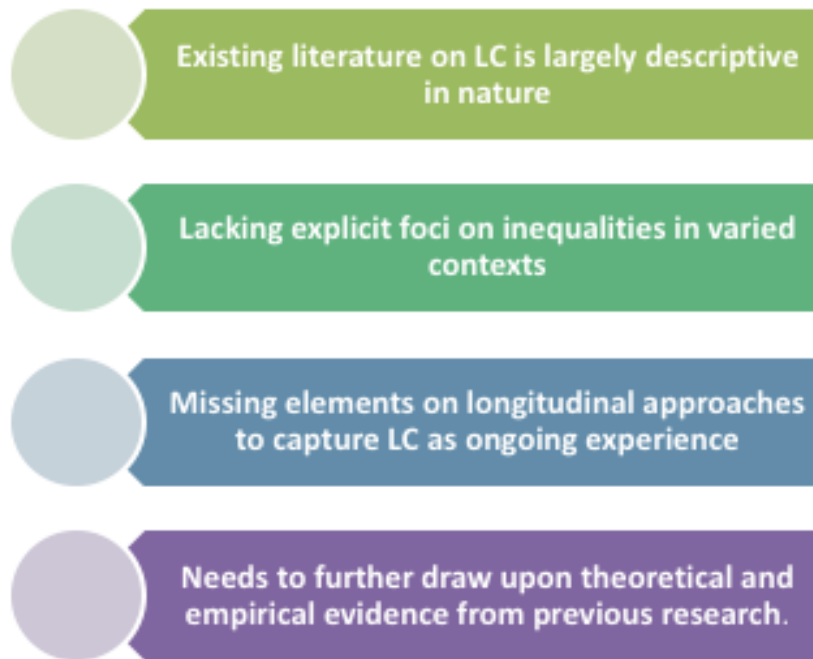 Existing literature on LC is largely descriptive
in nature
Lacking explicit foci on inequalities in varied
contexts
Missing elements on longitudinal approaches
to capture LC as ongoing experience
Needs to further draw upon theoretical and
empirical evidence from previous research.